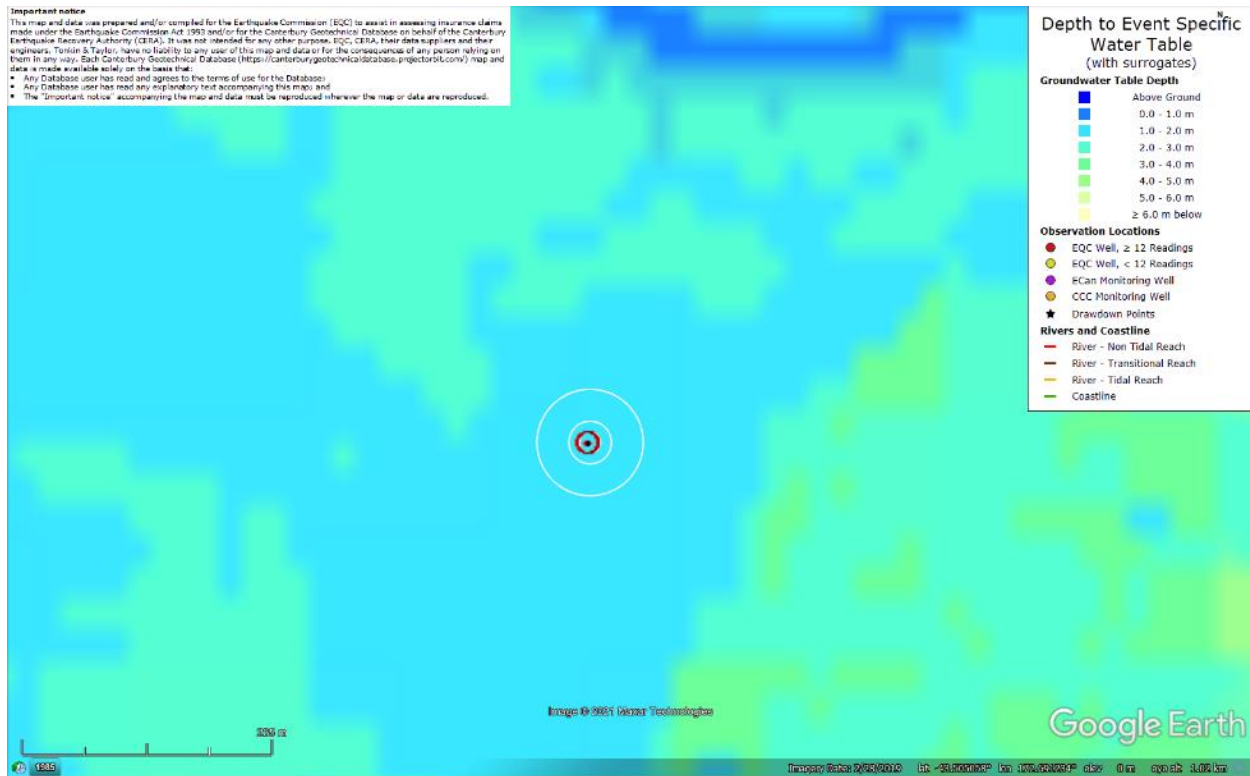 Important notice
This map and data was prepared and/or compiled for the Earthquake Commission (EQC) to assist in assessing insurance claims
made under the Earthquake Commission Act 1993 and/or for the Canterbury Geotechnical Database on behalf of the Canterbury
Earthquake Recovery Authority (CERA). It was not intended for any other purpose. EQC, CERA, their data suppliers and their
engineers, Tonkin & Taylor, have no liability to any user of this map and data or for the consequences of any person relying on
them in any way. Each Canterbury Geotechnical Database (https://canterburygeotechnicaldatabase.projectorbit.com/) map and
data is made available solely on the basis that:
• Any Database user has read and agrees to the terms of use for the Database;
• Any Database user has read any explanatory text accompanying this map; and
• The "Important notice" accompanying the map and data must be reproduced wherever the map or data are reproduced.
N
Depth to Event Specific
Water Table
(with surrogates)
Groundwater Table Depth
Above Ground
0.0 - 1.0 m
1.0 - 2.0 m
2.0 - 3.0 m
3.0 - 4.0 m
4.0 - 5.0 m
5.0 - 6.0 m
≥ 6.0 m below
Observation Locations
EQC Well, ≥ 12 Readings
EQC Well, < 12 Readings
ECan Monitoring Well
CCC Monitoring Well
Drawdown Points
Rivers and Coastline
River - Non Tidal Reach
River - Transitional Reach
River - Tidal Reach
Coastline
Image © 2021 Maxar Technologies
Google Earth
1985
Imagery Date: lat lon elev 0 m eye alt km